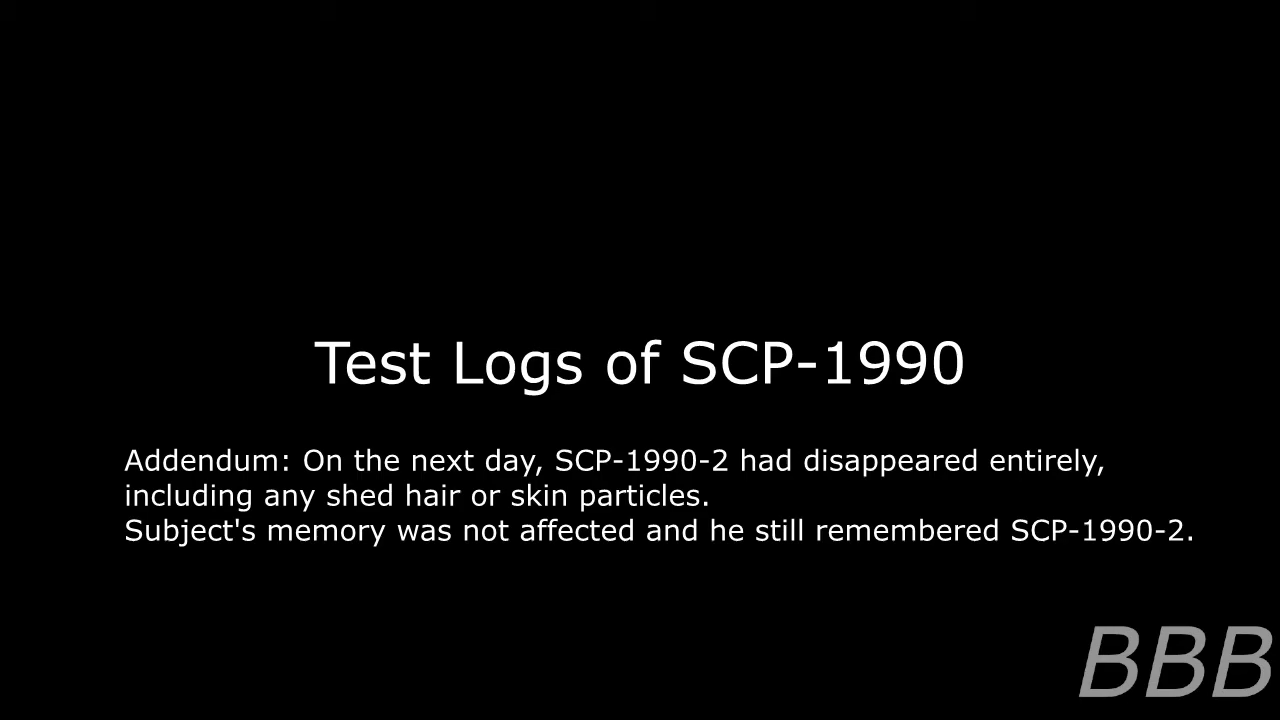 Test Logs of SCP-1990
Addendum: On the next day, SCP-1990-2 had disappeared entirely,
including any shed hair or skin particles.
Subject's memory was not affected and he still remembered SCP-1990-2.
BBB